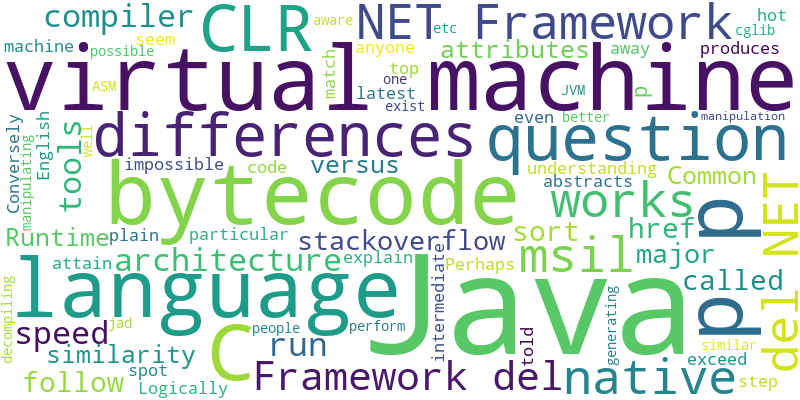 compiler CLR NET Framework aware hot
etc cglib
machine seem possible anyone attributes away produces
virtual machine
ASM match top one latest exist p JVM
Conversely English tools well differences question even better manipulation
manipulating impossible code versus understanding Common
bytecode abstracts works p NET
Runtime plain particular stackoverflow sort href
attain architecture explain intermediate Perhaps msil major
language Java called
decompiling speed jad C people perform told generating p del
similarity run similar exceed
follow spot Logically Framework del native step